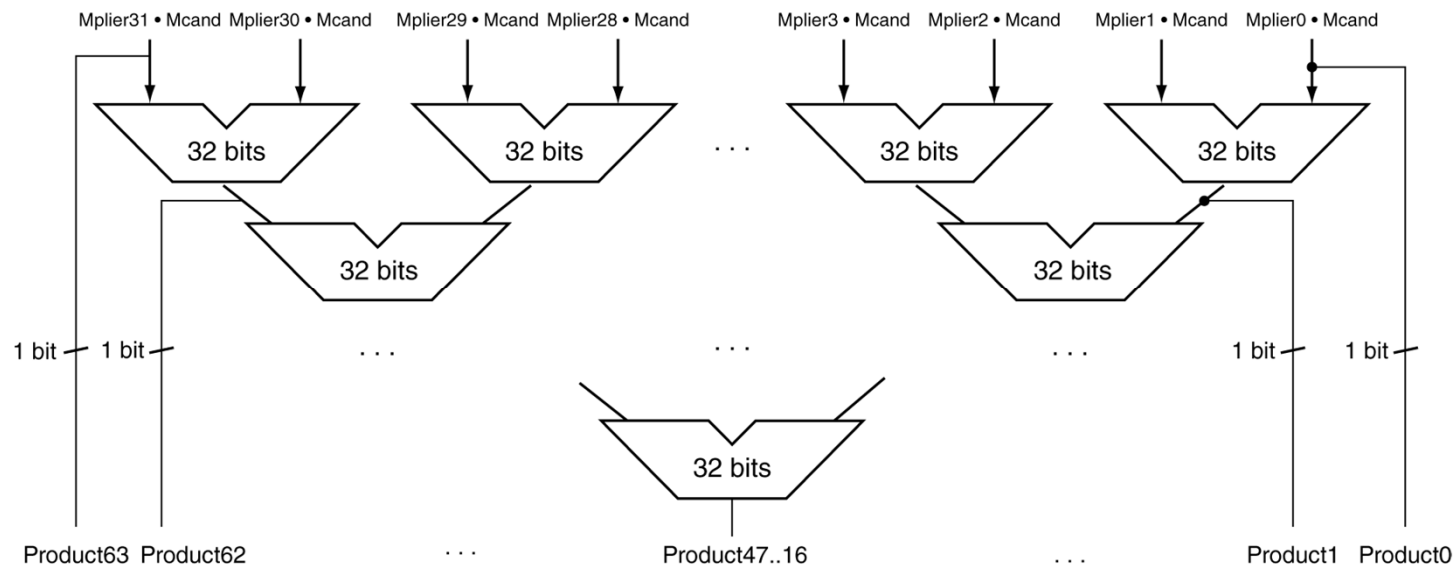 Mplier31 • Mcand Mplier30 • Mcand Mplier29 • Mcand Mplier28 • Mcand Mplier3 • Mcand Mplier2 • Mcand Mplier1 • Mcand Mplier0 • Mcand
32 bits 32 bits . . . 32 bits 32 bits
32 bits 32 bits
1 bit 1 bit . . . . . . . . . 1 bit 1 bit
32 bits
Product63 Product62 . . . Product47..16 . . . Product1 Product0